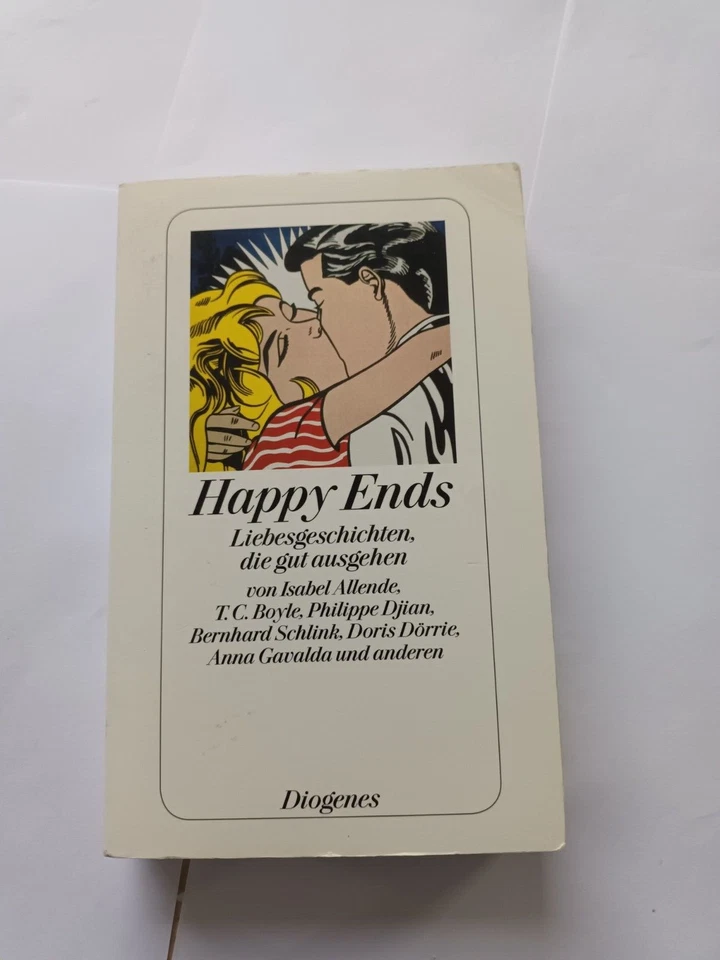 Happy Ends
Liebesgeschichten,
die gut ausgehen
von Isabel Allende,
T. C. Boyle, Philippe Djian,
Bernhard Schlink, Doris Dörrie,
Anna Gavalda und anderen
Diogenes